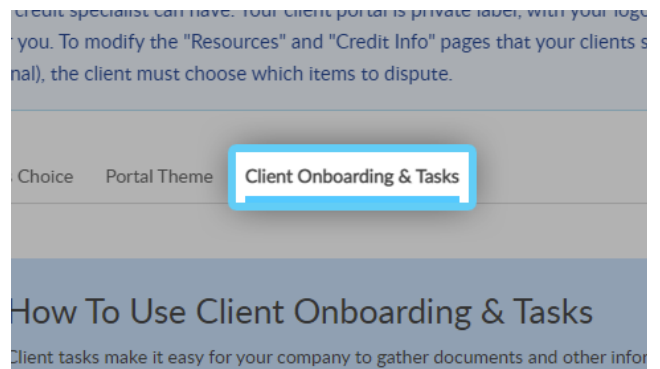 credit specialist can have. Your client portal is private label, with your logo
you. To modify the "Resources" and "Credit Info" pages that your clients s
nal), the client must choose which items to dispute.
Choice Portal Theme Client Onboarding & Tasks
How To Use Client Onboarding & Tasks
Client tasks make it easy for your company to gather documents and other infor